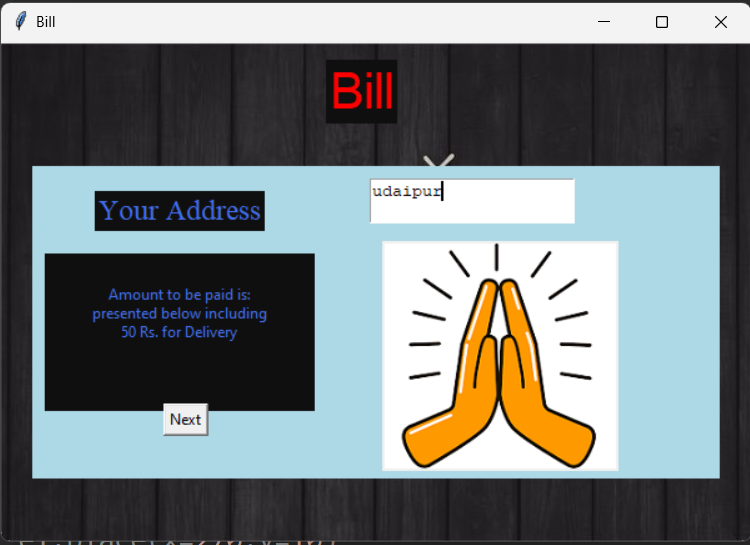 Bill
Bill
Your Address
udaipur
Amount to be paid is:
presented below including
50 Rs. for Delivery
Next